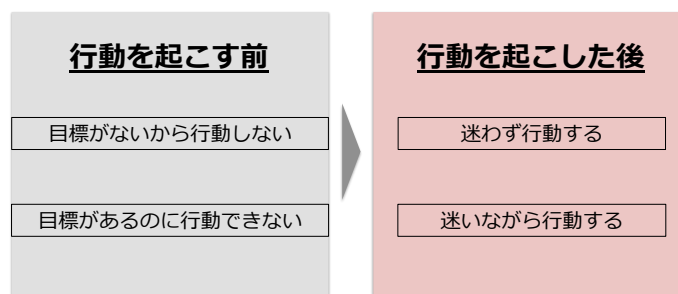 行動を起こす前
目標がないから行動しない
目標があるのに行動できない
行動を起こした後
迷わず行動する
迷いながら行動する